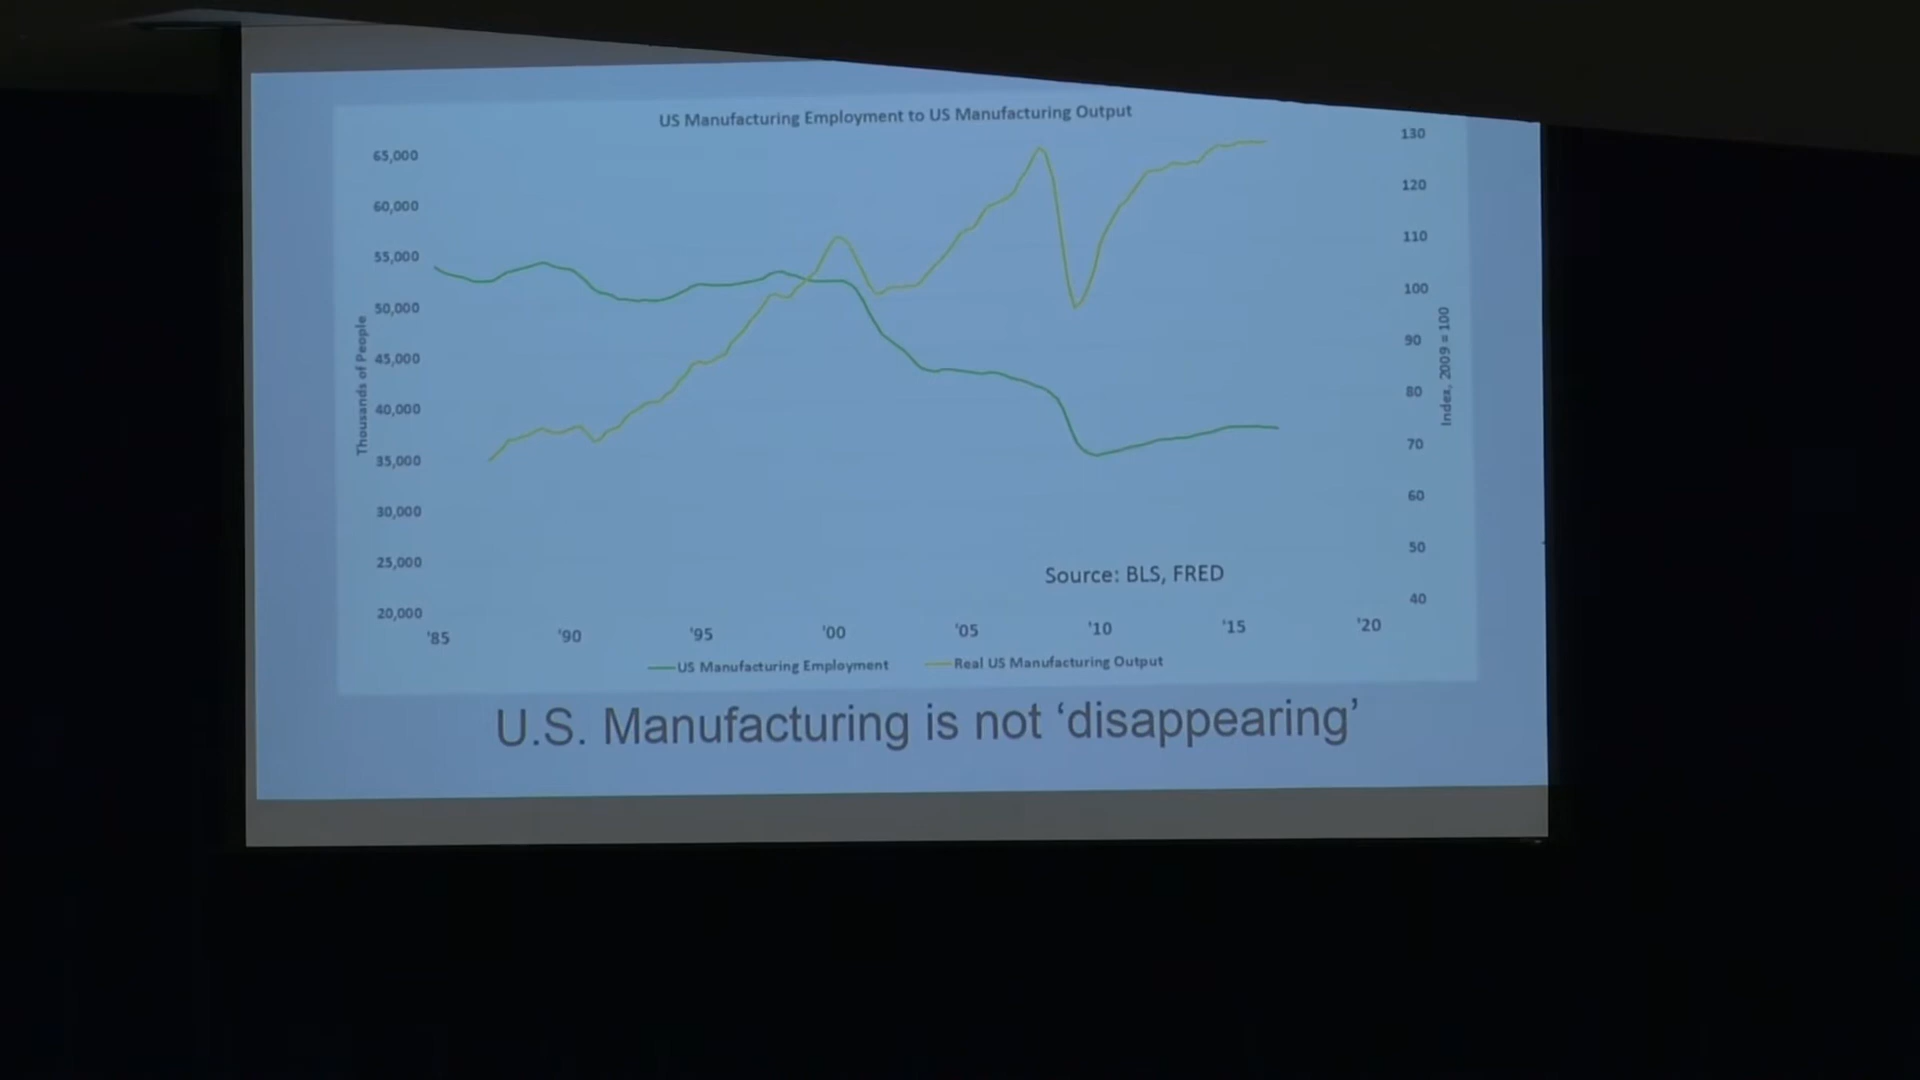 US Manufacturing Employment to US Manufacturing Output
65,000
60,000
55,000
50,000
45,000
40,000
35,000
30,000
25,000
20,000
Thousands of People
130
120
110
100
90
80
70
60
50
40
Index, 2009 = 100
Source: BLS, FRED
'85 '90 '95 '00 '05 '10 '15 '20
US Manufacturing Employment Real US Manufacturing Output
U.S. Manufacturing is not ‘disappearing’